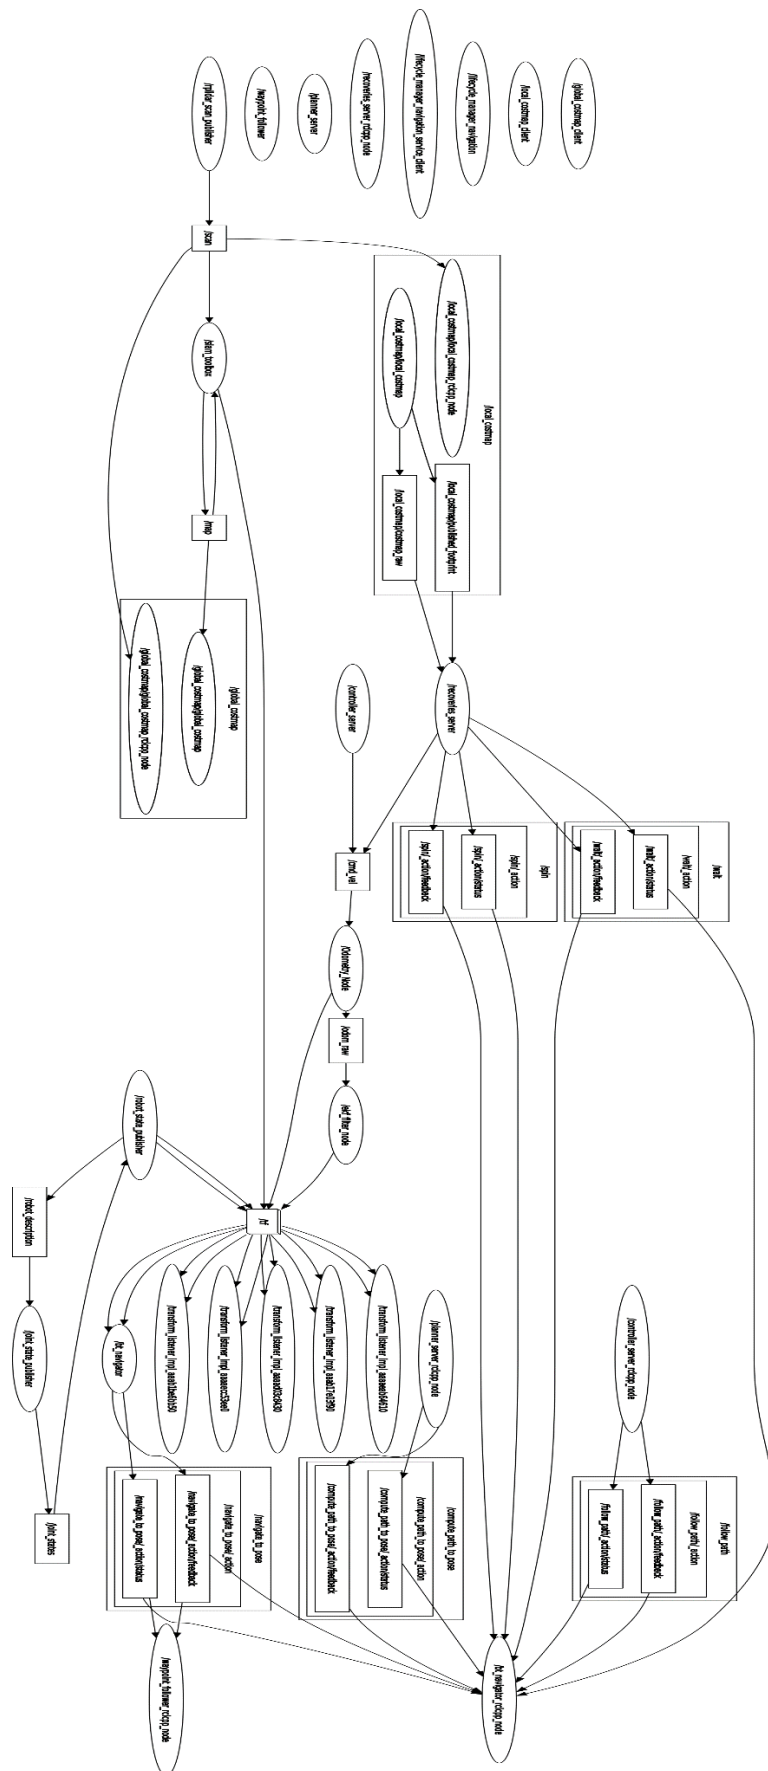 /global_costmap_client
/local_costmap_client
/lifecycle_manager_navigation
/lifecycle_manager_navigation_service_client
/recoveries_server_rclcpp_node
/planner_server
/waypoint_follower
/rplidar_scan_publisher
/scan
/local_costmap
/local_costmap/local_costmap_rclcpp_node
/local_costmap/local_costmap
/local_costmap/published_footprint
/local_costmap/costmap_raw
/slam_toolbox
/map
/global_costmap
/global_costmap/global_costmap
/global_costmap/global_costmap_rclcpp_node
/recoveries_server
/controller_server
/wait
/wait/_action
/wait/_action/status
/wait/_action/feedback
/spin
/spin/_action
/spin/_action/status
/spin/_action/feedback
/cmd_vel
/Odometry_Node
/odom_raw
/ekf_filter_node
/robot_state_publisher
/tf
/robot_description
/joint_state_publisher
/joint_states
/controller_server_rclcpp_node
/planner_server_rclcpp_node
/bt_navigator
/follow_path
/follow_path/_action
/follow_path/_action/feedback
/follow_path/_action/status
/compute_path_to_pose
/compute_path_to_pose/_action
/compute_path_to_pose/_action/status
/compute_path_to_pose/_action/feedback
/navigate_to_pose
/navigate_to_pose/_action
/navigate_to_pose/_action/feedback
/navigate_to_pose/_action/status
/bt_navigator_rclcpp_node
/waypoint_follower_rclcpp_node